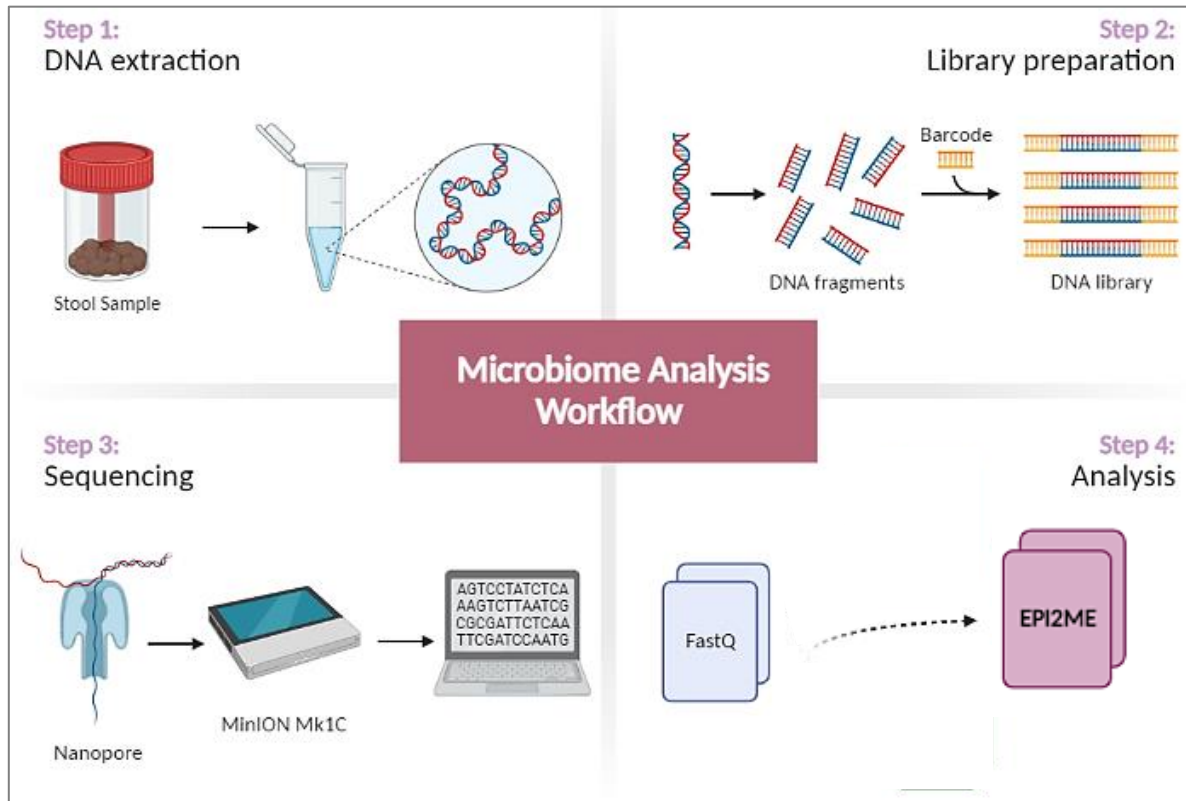 Step 1:
DNA extraction
Stool Sample
Step 2:
Library preparation
Barcode
DNA fragments
DNA library
Microbiome Analysis
Workflow
Step 3:
Sequencing
Nanopore
MinION Mk1C
AGTCCTATCTCA
AAGTCTTAATCG
CGCGATTCTCAA
TTCGATCCAATG
Step 4:
Analysis
FastQ
EPI2ME